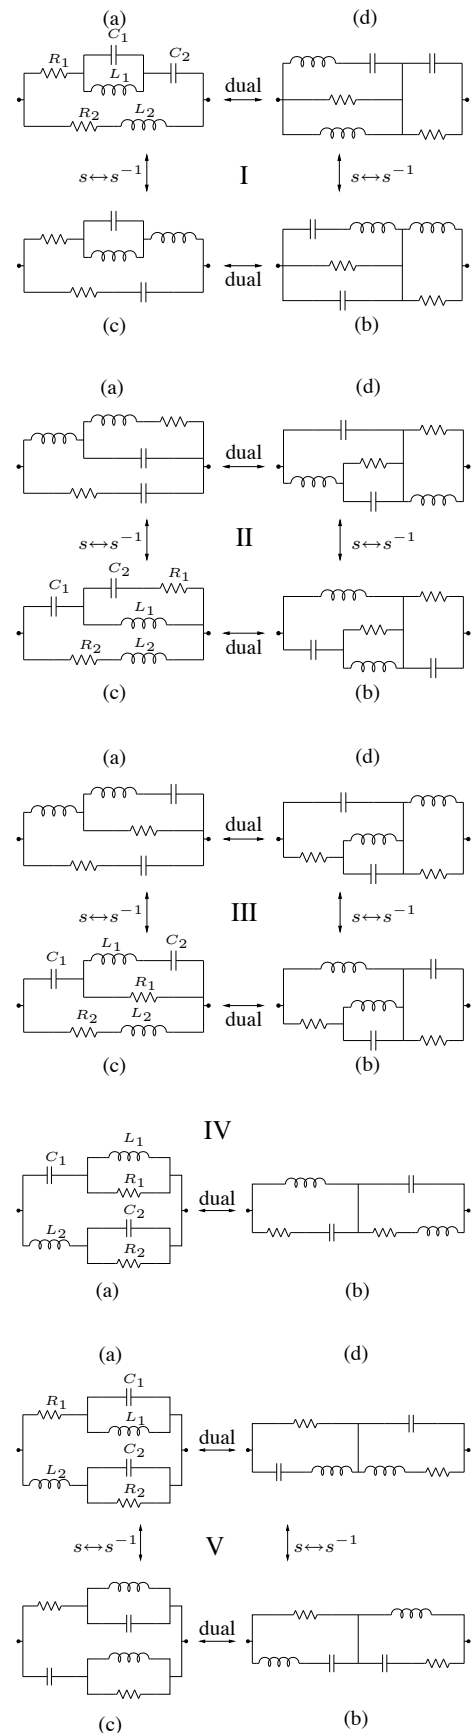 (a) (d)
C1
R1 C2
L1
dual
R2 L2
s↔s⁻¹ I s↔s⁻¹
dual
(c) (b)
(a) (d)
dual
s↔s⁻¹ II s↔s⁻¹
C2 R1
C1
L1
R2 L2
dual
(c) (b)
(a) (d)
dual
s↔s⁻¹ III s↔s⁻¹
L1 C2
C1
R1
R2 L2
dual
(c) (b)
IV
L1
C1
R1
dual
C2
L2
R2
(a) (b)
(a) (d)
C1
R1
L1
dual
C2
L2
R2
s↔s⁻¹ V s↔s⁻¹
dual
(c) (b)